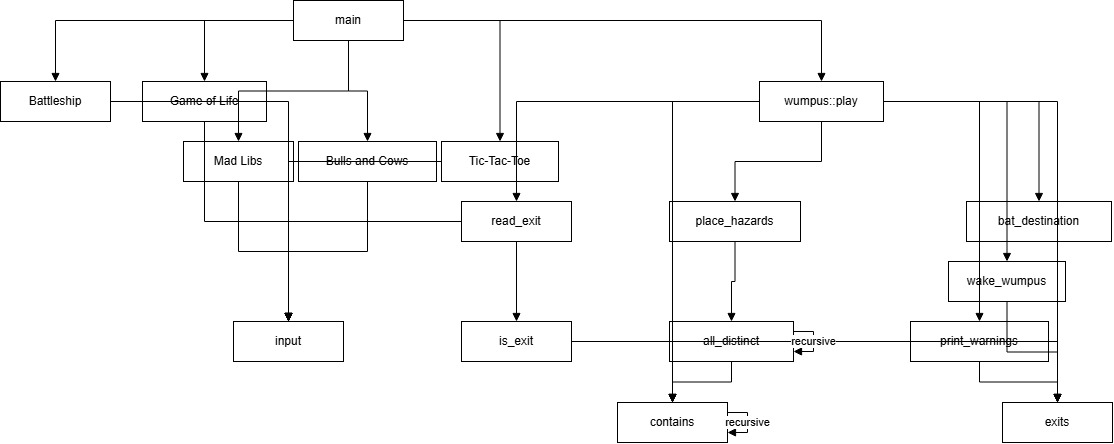 main
Battleship
Game of Life
wumpus::play
Mad Libs
Bulls and Cows
Tic-Tac-Toe
read_exit
place_hazards
bat_destination
wake_wumpus
input
is_exit
all_distinct
recursive
print_warnings
contains
recursive
exits